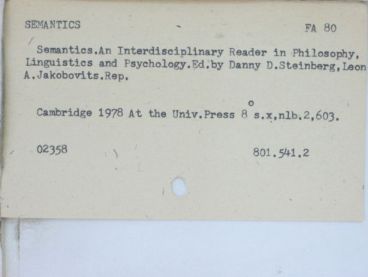 SEMANTICS FA 80
Semantics.An Interdisciplinary Reader in Philosophy,
Linguistics and Psychology.Ed.by Danny D.Steinberg,Leon
A.Jakobovits.Rep.
Cambridge 1978 At the Univ.Press 8° s.x,nlb.2,603.
02358 801.541.2